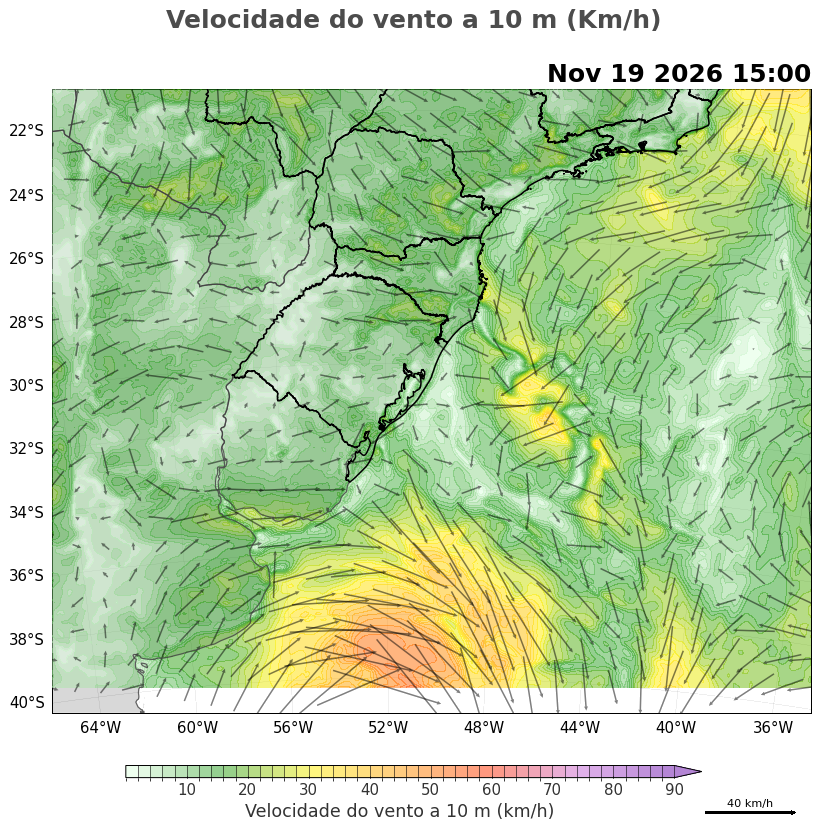 Velocidade do vento a 10 m (Km/h)
Nov 19 2026 15:00
22°S
24°S
26°S
28°S
30°S
32°S
34°S
36°S
38°S
40°S
64°W 60°W 56°W 52°W 48°W 44°W 40°W 36°W
10 20 30 40 50 60 70 80 90
Velocidade do vento a 10 m (km/h)
40 km/h